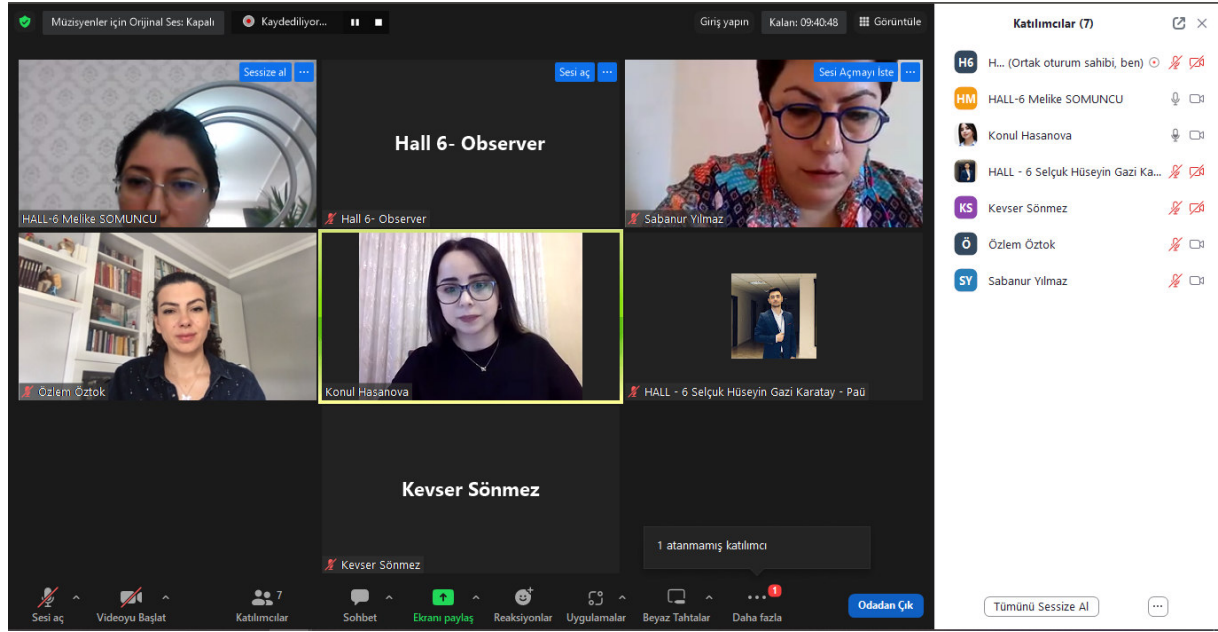 Müzisyenler için Orijinal Ses: Kapalı
Kaydediliyor...
Giriş yapın
Kalan: 09:40:48
Görüntüle
Sessize al
...
HALL-6 Melike SOMUNCU
Sesi aç
...
Hall 6- Observer
Hall 6- Observer
Sesi Açmayı İste
...
Sabanur Yılmaz
Özlem Öztok
Konul Hasanova
HALL - 6 Selçuk Hüseyin Gazi Karatay - Paü
Kevser Sönmez
Kevser Sönmez
1 atanmamış katılımcı
Sesi aç
Videoyu Başlat
7
Katılımcılar
Sohbet
Ekranı paylaş
Reaksiyonlar
Uygulamalar
Beyaz Tahtalar
1
Daha fazla
Odadan Çık
Katılımcılar (7)
H6 H... (Ortak oturum sahibi, ben)
HM HALL-6 Melike SOMUNCU
Konul Hasanova
HALL - 6 Selçuk Hüseyin Gazi Ka...
KS Kevser Sönmez
Ö Özlem Öztok
SY Sabanur Yılmaz
Tümünü Sessize Al
...